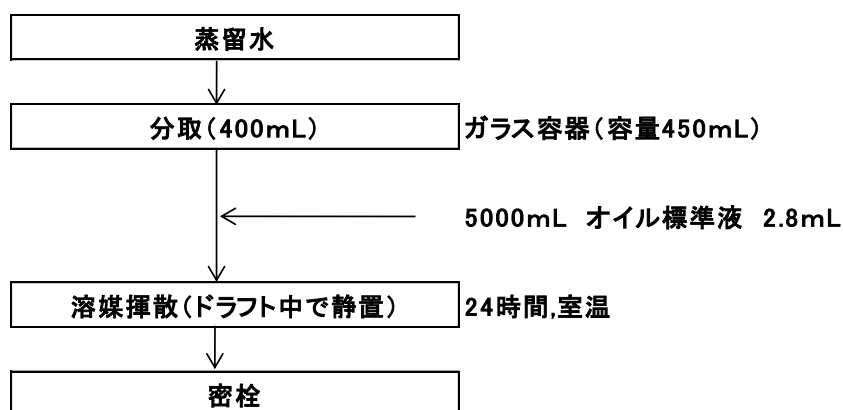 蒸留水
分取(400mL) ガラス容器(容量450mL)
5000mL オイル標準液 2.8mL
溶媒揮散(ドラフト中で静置) 24時間,室温
密栓